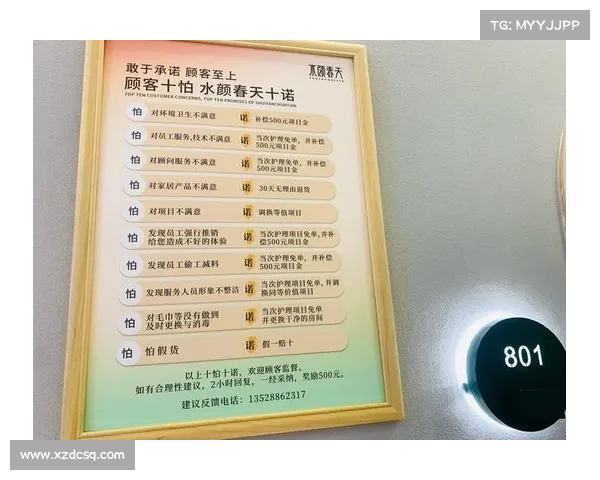 TG: MYYJJPP
水颜春天
敢于承诺 顾客至上
顾客十怕 水颜春天十诺
TOP TEN CUSTOMER CONCERNS, TOP TEN PROMISES OF SHUIYANCHUNTIAN
怕 对环境卫生不满意 诺 补偿500元项目金
怕 对员工服务,技术不满意 诺 当次护理免单，并补偿
500元项目金
怕 对顾问服务不满意 诺 当次护理免单，并补偿
500元项目金
怕 对家居产品不满意 诺 30天无理由退货
怕 对项目不满意 诺 调换等值项目
怕 发现员工强行推销
给您造成不好的体验 诺 当次护理项目免单,并补
偿500元项目金
怕 发现员工偷工减料 诺 当次护理免单，并补偿
500元项目金
怕 发现服务人员形象不整洁 诺 当次护理项目免单,并调
换同等价值项目
怕 对毛巾等没有做到
及时更换与消毒 诺 当次护理项目免单
并更换干净的房间
怕 怕假货 诺 假一赔十
以上十怕十诺，欢迎顾客监督。
如有合理性建议，2小时回复，一经采纳，奖励500元。
建议反馈电话：13528862317
801
www.xzdcsq.com